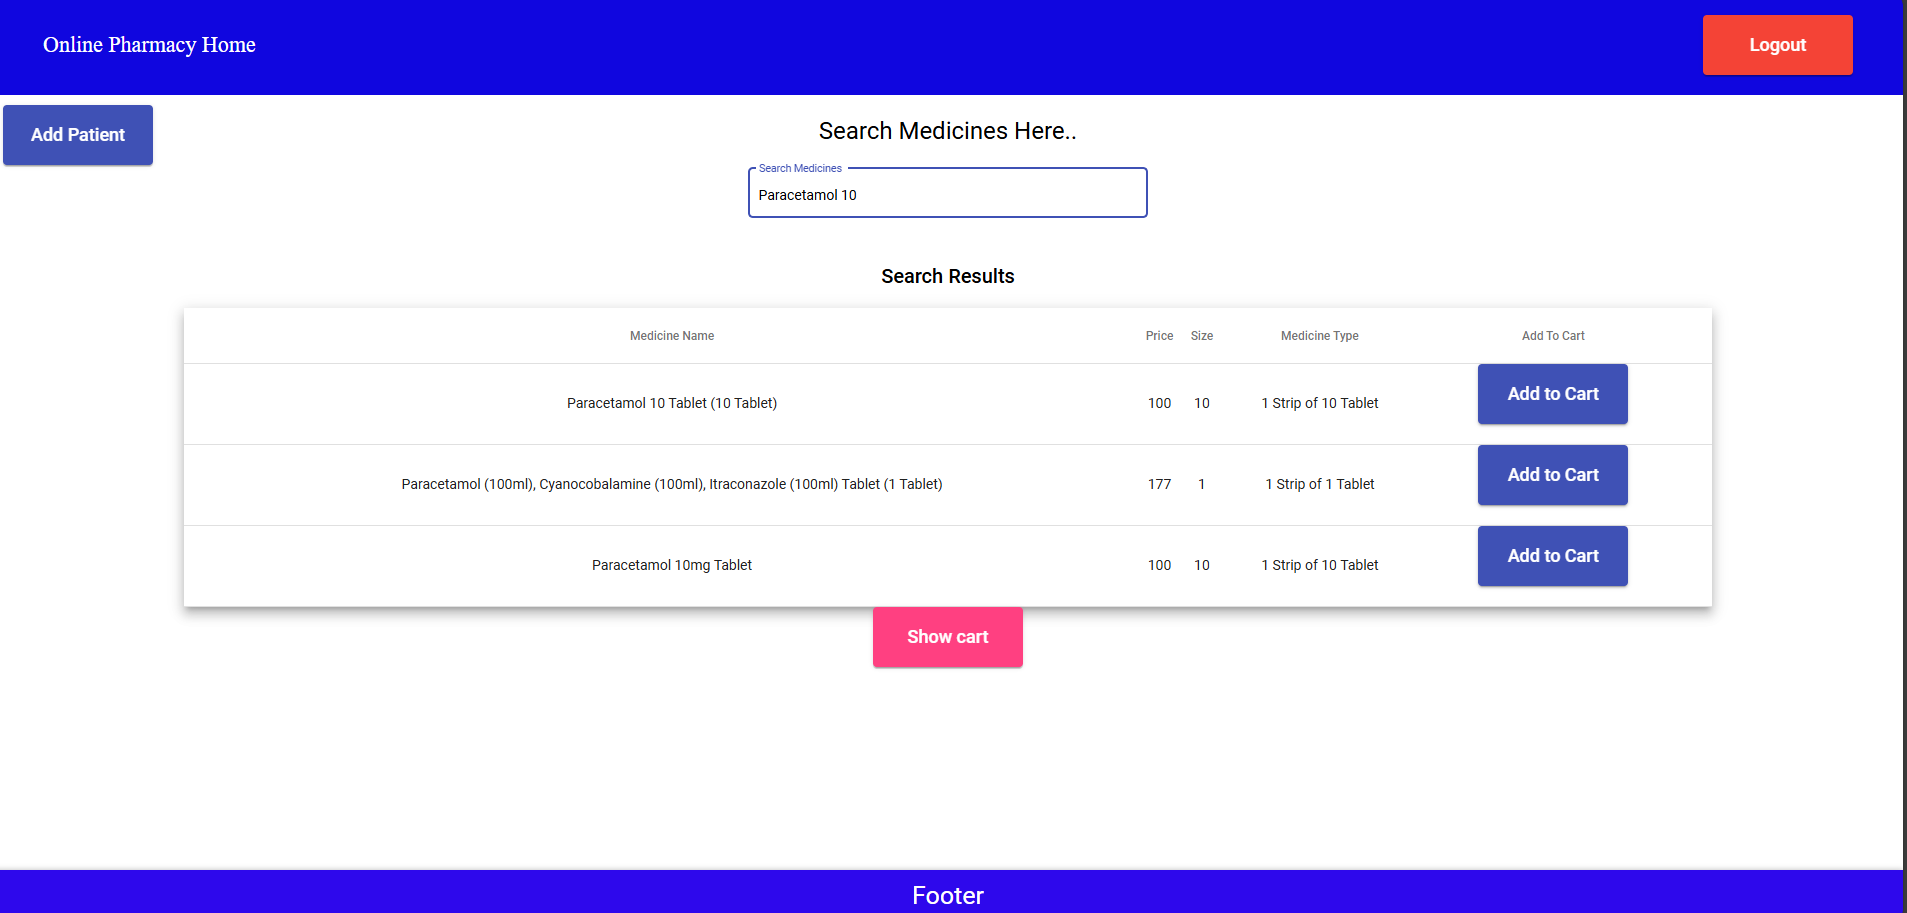 Online Pharmacy Home
Logout
Add Patient
Search Medicines Here..
Search Medicines
Paracetamol 10
Search Results
Medicine Name Price Size Medicine Type Add To Cart
Paracetamol 10 Tablet (10 Tablet) 100 10 1 Strip of 10 Tablet Add to Cart
Paracetamol (100ml), Cyanocobalamine (100ml), Itraconazole (100ml) Tablet (1 Tablet) 177 1 1 Strip of 1 Tablet Add to Cart
Paracetamol 10mg Tablet 100 10 1 Strip of 10 Tablet Add to Cart
Show cart
Footer